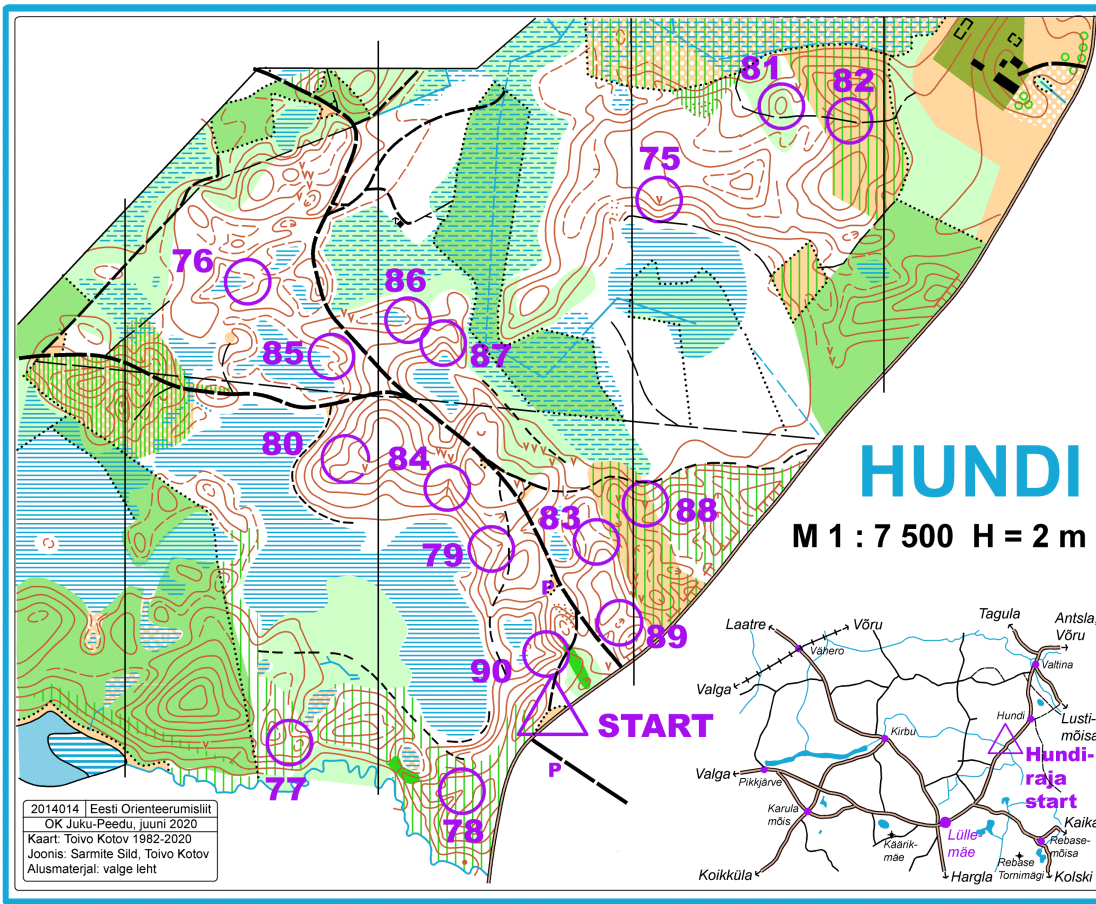 81
82
75
76
86
85
87
80
84
88
83
79
P
89
90
START
P
77
78
HUNDI
M 1 : 7 500 H = 2 m
Tagula
Antsla,
Võru
Laatre
Võru
Vähero
Valtina
Valga
Hundi
Lusti-
mõisa
Kirbu
Hundi-
raja
start
Valga
Pikkjärve
Karula
mõis
Kaika
Lülle-
mäe
Rebase-
mõisa
Käärik-
mäe
Rebase
Tornimägi
Koikküla
Hargla
Kolski
2014014 Eesti Orienteerumisliit
OK Juku-Peedu, juuni 2020
Kaart: Toivo Kotov 1982-2020
Joonis: Sarmite Sild, Toivo Kotov
Alusmaterjal: valge leht